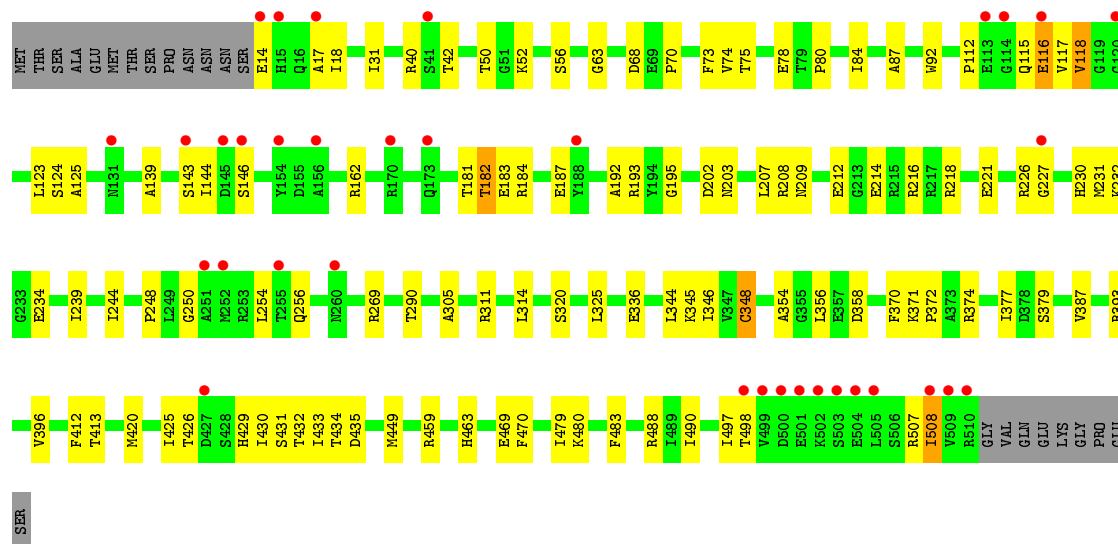 MET THR SER ALA GLU MET THR SER PRO ASN ASN ASN SER E14 H15 Q16 A17 I18 I31 R40 S41 T42 T50 G51 K52 S56 G63 D68 E69 P70 F73 V74 T75 E78 T79 P80 I84 A87 W92 P112 E113 G114 Q115 E116 V117 V118 G119 G120
L123 S124 A125 N131 A139 S143 I144 D145 S146 Y154 D155 A156 R162 R170 Q173 T181 T182 E183 R184 E187 Y188 A192 R193 Y194 G195 D202 N203 L207 R208 N209 E212 G213 E214 R215 R216 R217 R218 E221 R226 G227 H230 M231 K232
G233 E234 I239 I244 P248 L249 G250 A251 M252 R253 L254 T255 Q256 N260 R269 T290 A305 R311 L314 S320 L325 E336 L344 K345 I346 V347 C348 A354 G355 L356 E357 D358 F370 K371 P372 A373 R374 I377 D378 S379 V387 R393
V396 F412 T413 M420 I425 T426 D427 S428 H429 I430 S431 T432 I433 T434 D435 M449 R459 H463 E469 F470 I479 K480 F483 R488 I489 I490 I497 T498 V499 D500 E501 K502 S503 E504 L505 S506 R507 I508 V509 R510 GLY VAL GLN GLU LYS GLY PRO GLU
SER